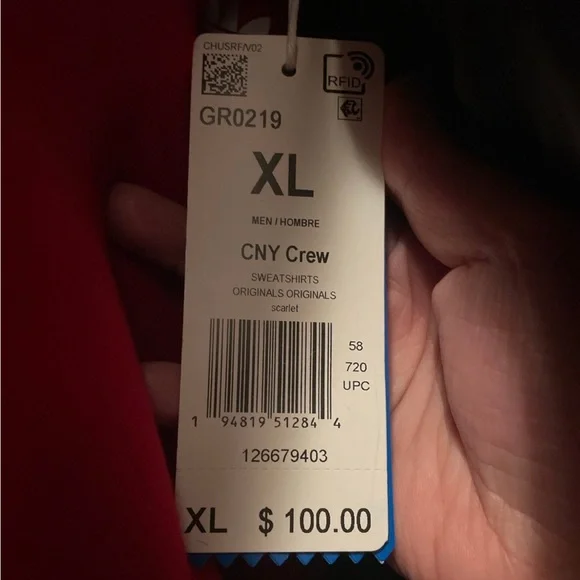 CHUSRF/V02
RFID
GR0219
XL
MEN / HOMBRE
CNY Crew
SWEATSHIRTS
ORIGINALS ORIGINALS
scarlet
58
720
UPC
1 94819 51284 4
126679403
XL $ 100.00